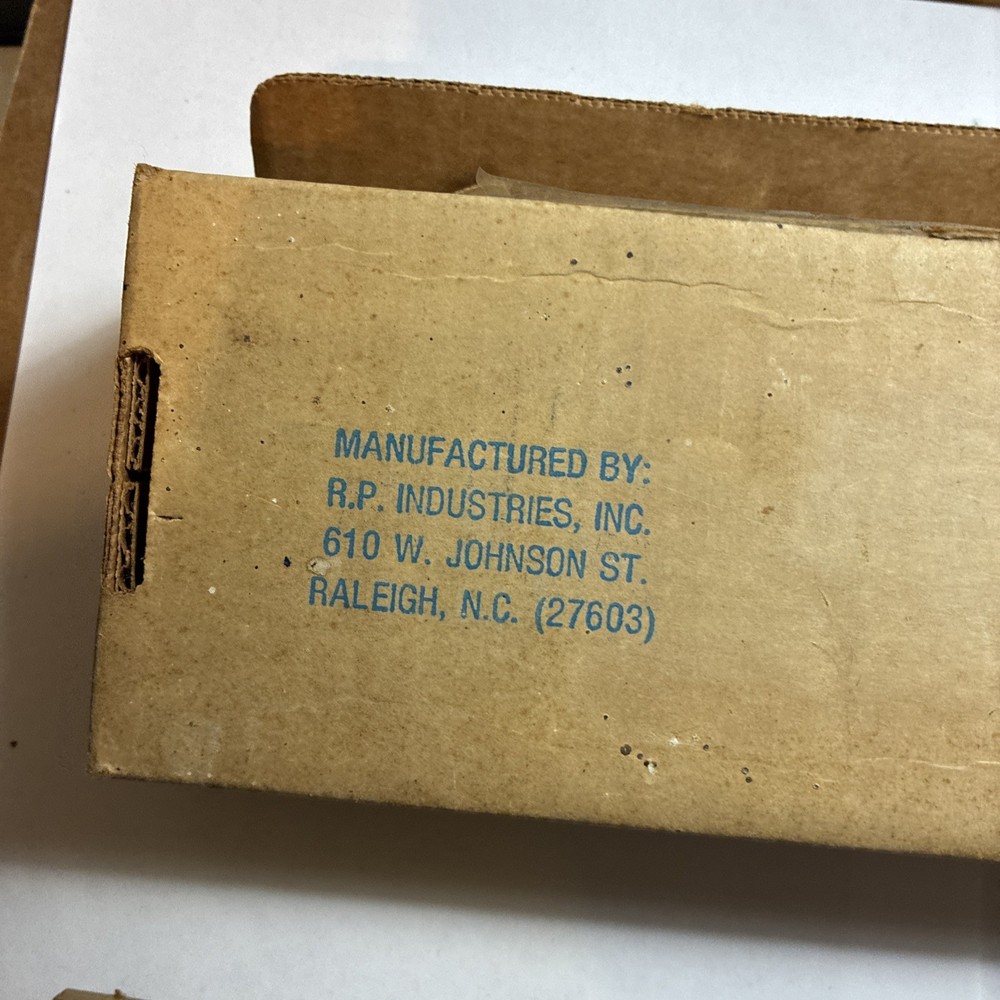 MANUFACTURED BY:
R.P. INDUSTRIES, INC.
610 W. JOHNSON ST.
RALEIGH, N.C. (27603)